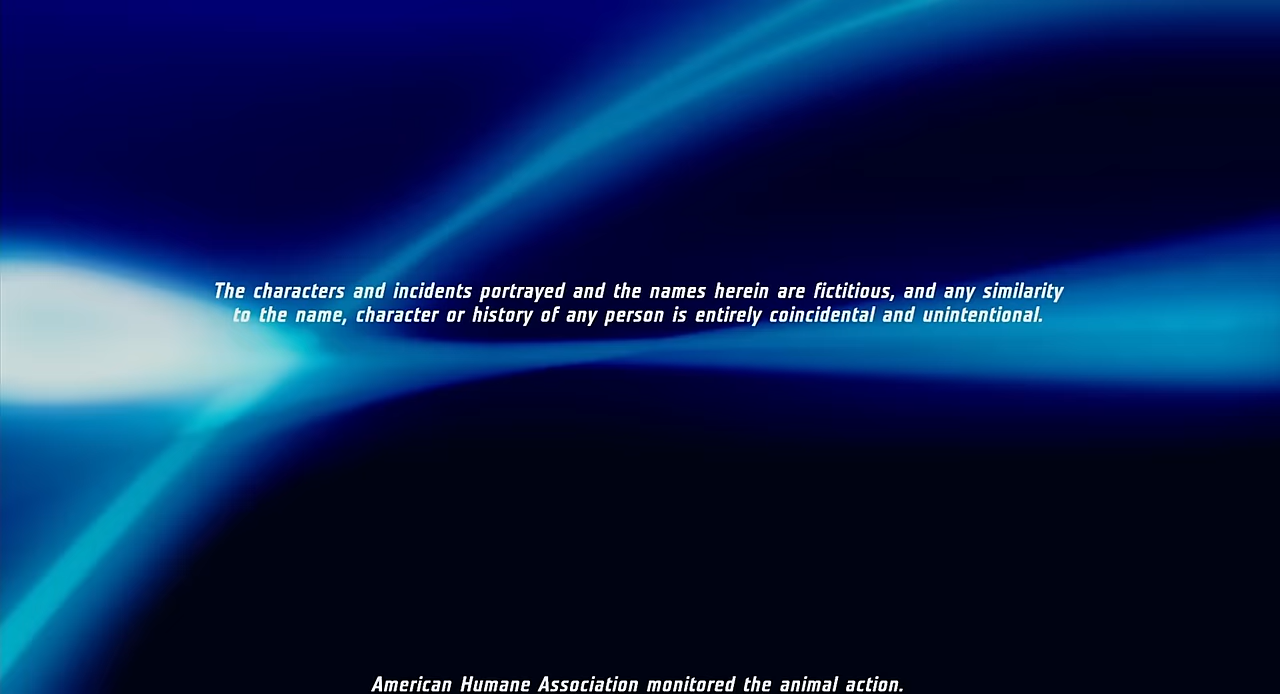 The characters and incidents portrayed and the names herein are fictitious, and any similarity
to the name, character or history of any person is entirely coincidental and unintentional.
American Humane Association monitored the animal action.